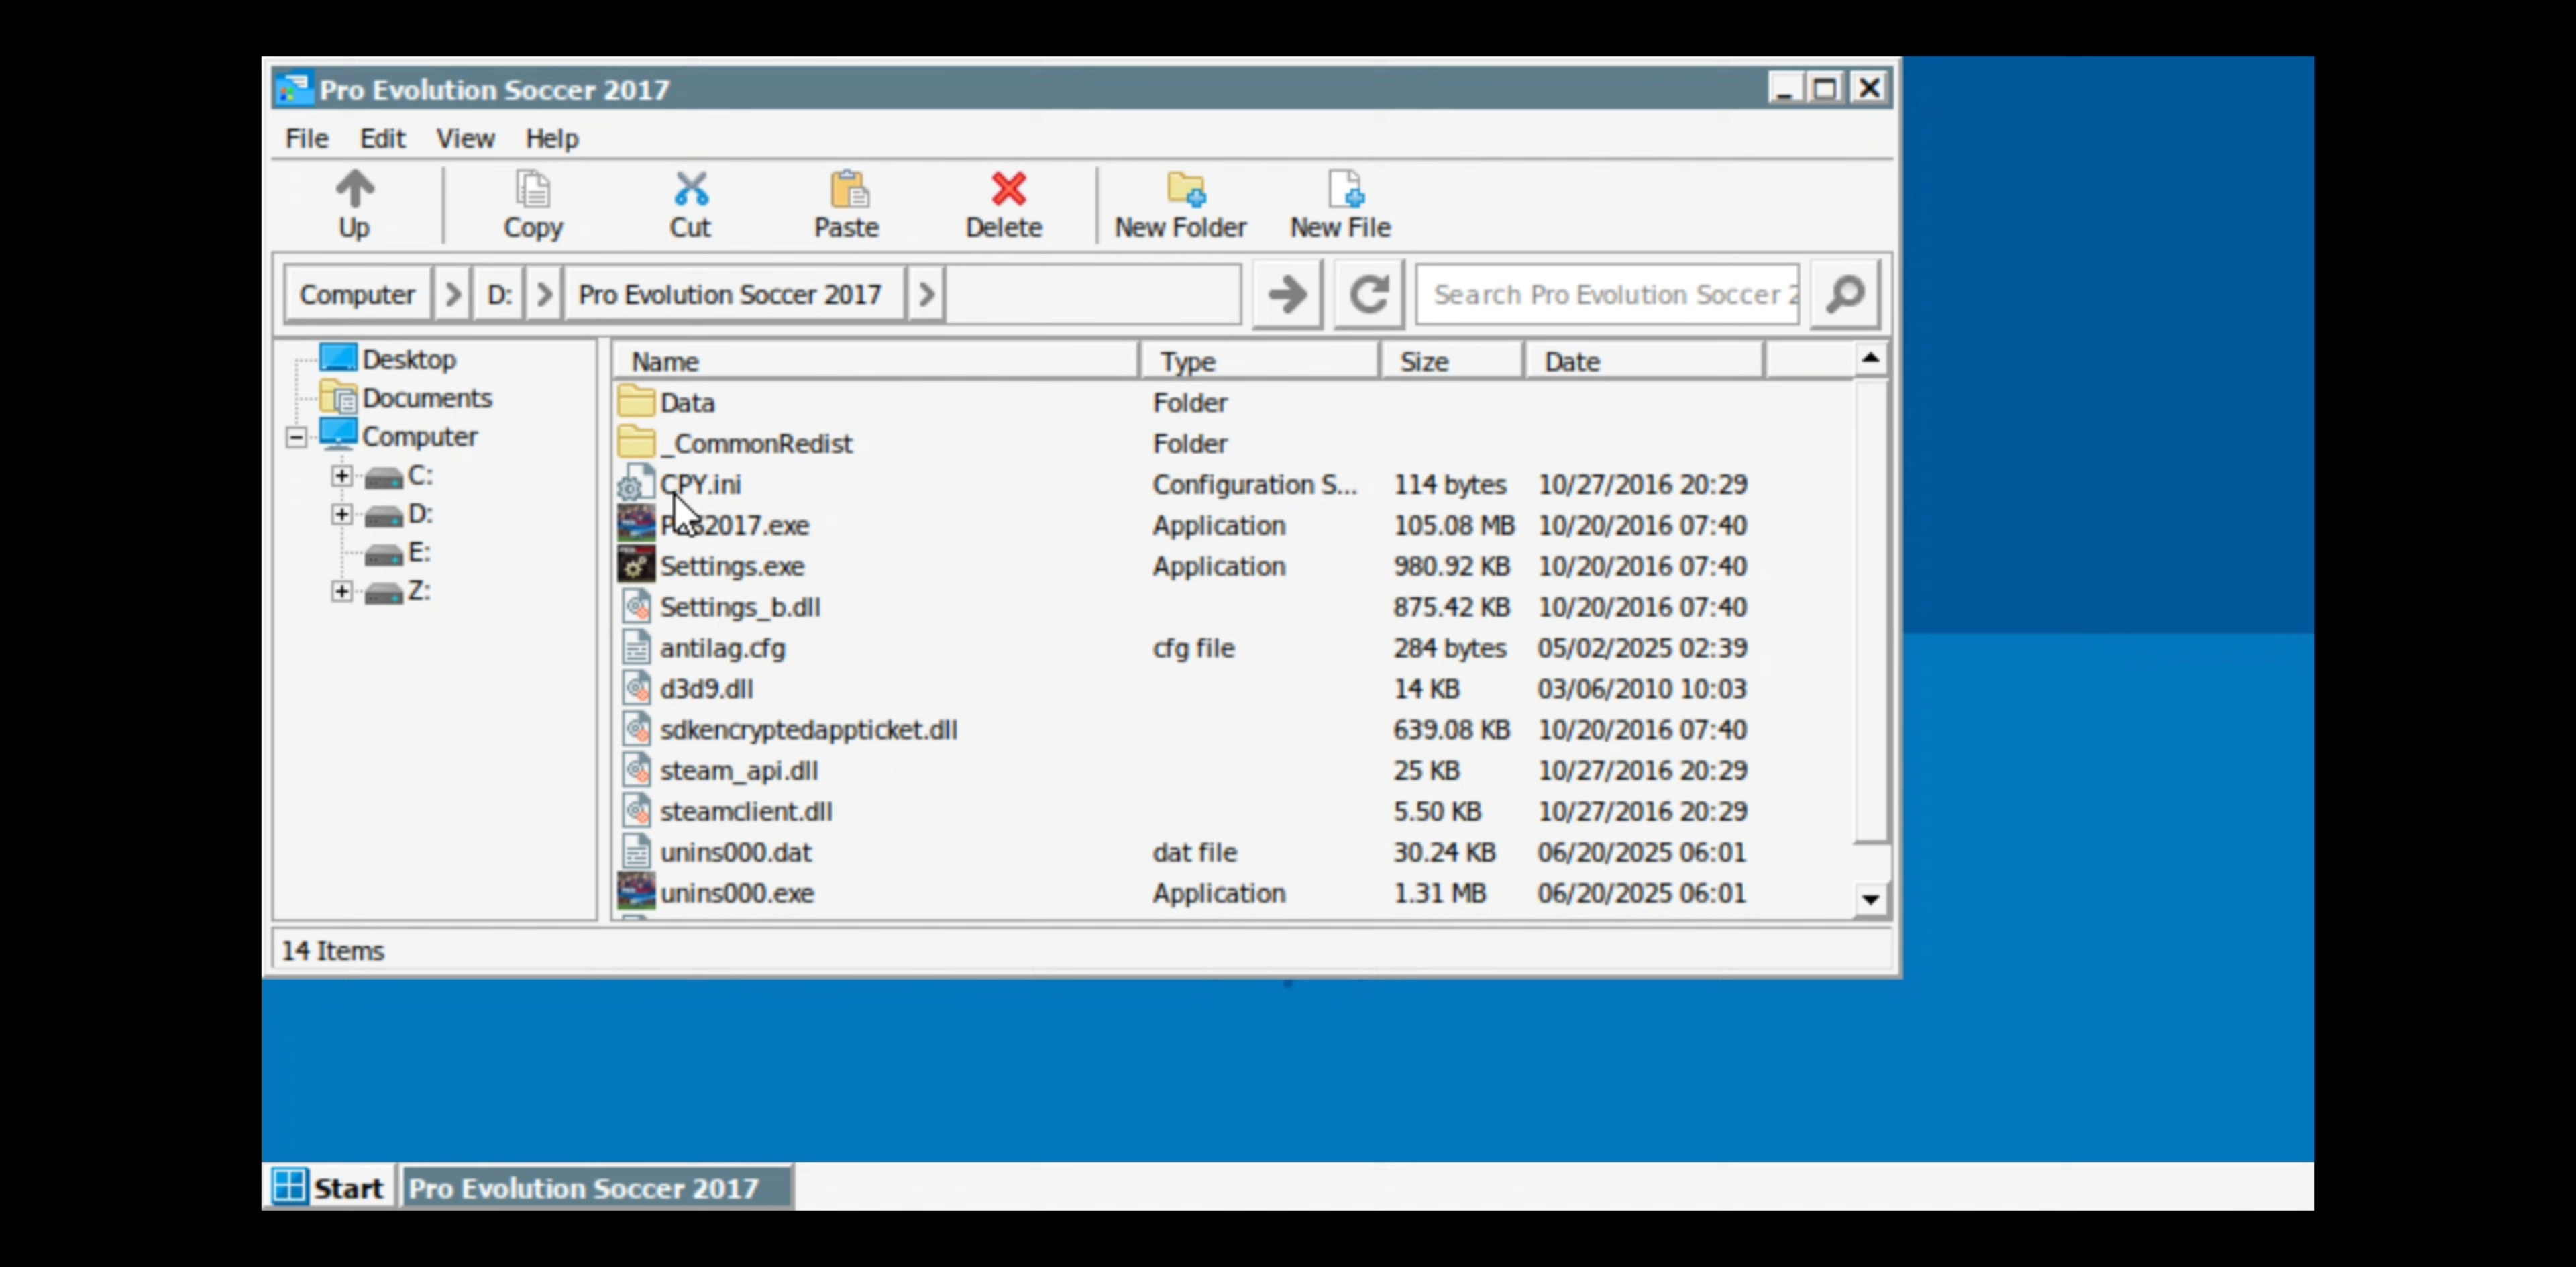 Pro Evolution Soccer 2017
File Edit View Help
Up Copy Cut Paste Delete New Folder New File
Computer D: Pro Evolution Soccer 2017 Search Pro Evolution Soccer 2
Desktop
Documents
Computer
C:
D:
E:
Z:
Name Type Size Date
Data Folder
_CommonRedist Folder
CPY.ini Configuration S... 114 bytes 10/27/2016 20:29
PES2017.exe Application 105.08 MB 10/20/2016 07:40
Settings.exe Application 980.92 KB 10/20/2016 07:40
Settings_b.dll 875.42 KB 10/20/2016 07:40
antilag.cfg cfg file 284 bytes 05/02/2025 02:39
d3d9.dll 14 KB 03/06/2010 10:03
sdkencryptedappticket.dll 639.08 KB 10/20/2016 07:40
steam_api.dll 25 KB 10/27/2016 20:29
steamclient.dll 5.50 KB 10/27/2016 20:29
unins000.dat dat file 30.24 KB 06/20/2025 06:01
unins000.exe Application 1.31 MB 06/20/2025 06:01
14 Items
Start Pro Evolution Soccer 2017